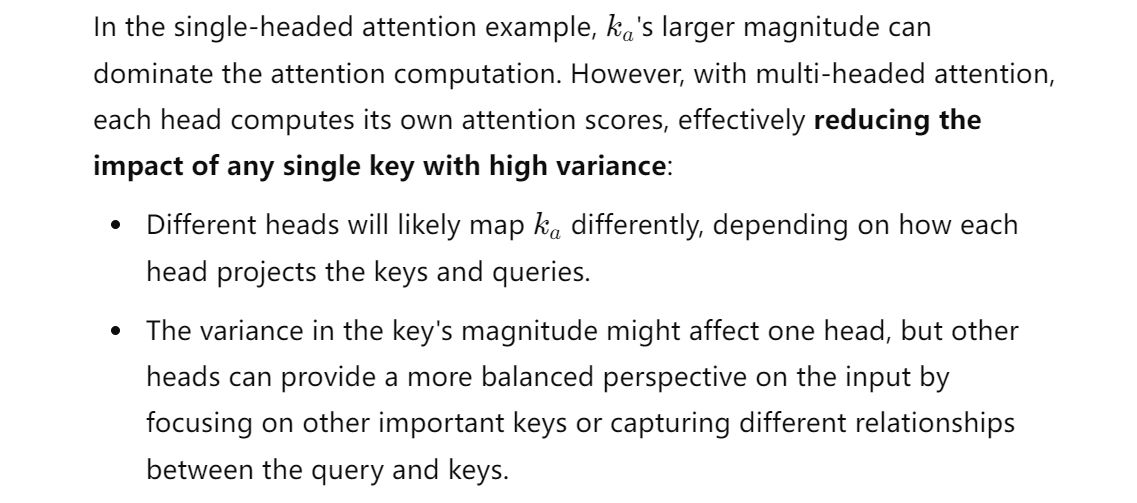 In the single-headed attention example, kₐ's larger magnitude can
dominate the attention computation. However, with multi-headed attention,
each head computes its own attention scores, effectively reducing the
impact of any single key with high variance:
• Different heads will likely map kₐ differently, depending on how each
head projects the keys and queries.
• The variance in the key's magnitude might affect one head, but other
heads can provide a more balanced perspective on the input by
focusing on other important keys or capturing different relationships
between the query and keys.